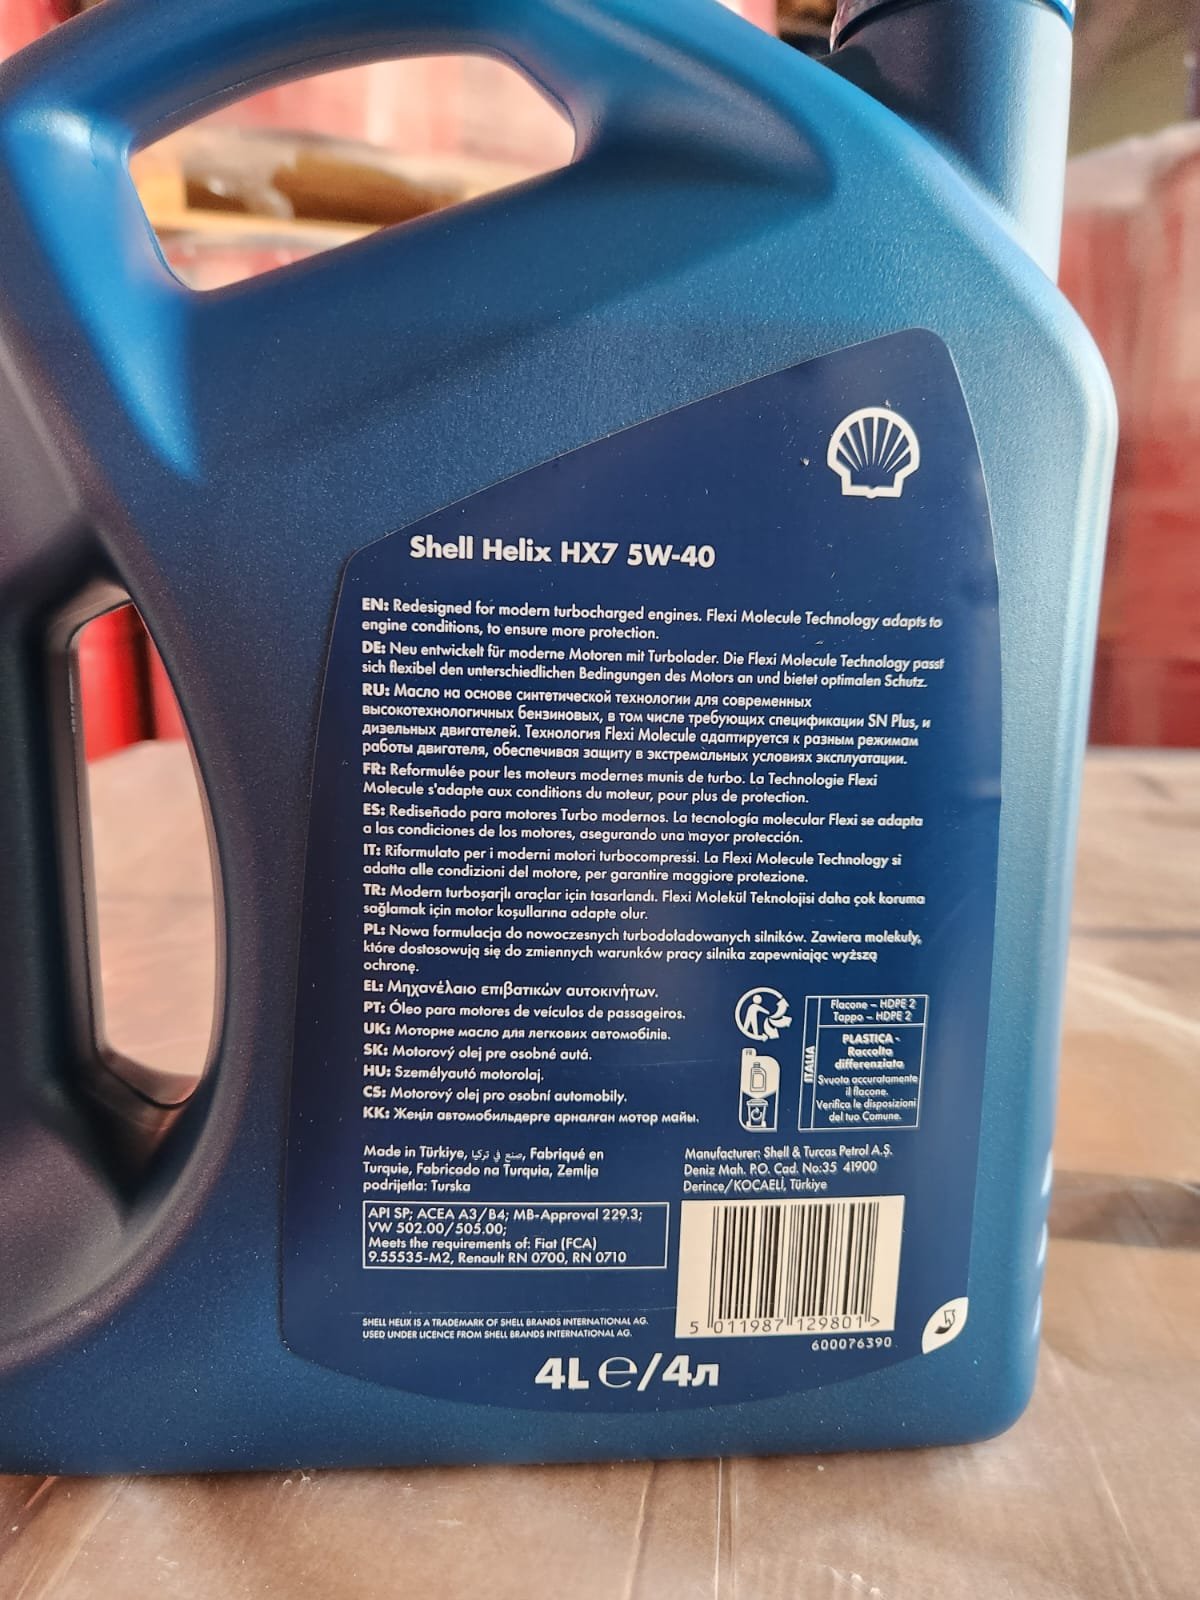 Shell Helix HX7 5W-40
EN: Redesigned for modern turbocharged engines. Flexi Molecule Technology adapts to
engine conditions, to ensure more protection.
DE: Neu entwickelt für moderne Motoren mit Turbolader. Die Flexi Molecule Technology passt
sich flexibel den unterschiedlichen Bedingungen des Motors an und bietet optimalen Schutz.
RU: Масло на основе синтетической технологии для современных
высокотехнологичных бензиновых, в том числе требующих спецификации SN Plus, и
дизельных двигателей. Технология Flexi Molecule адаптируется к разным режимам
работы двигателя, обеспечивая защиту в экстремальных условиях эксплуатации.
FR: Reformulée pour les moteurs modernes munis de turbo. La Technologie Flexi
Molecule s'adapte aux conditions du moteur, pour plus de protection.
ES: Rediseñado para motores Turbo modernos. La tecnología molecular Flexi se adapta
a las condiciones de los motores, asegurando una mayor protección.
IT: Riformulato per i moderni motori turbocompressi. La Flexi Molecule Technology si
adatta alle condizioni del motore, per garantire maggiore protezione.
TR: Modern turboşarjlı araçlar için tasarlandı. Flexi Molekül Teknolojisi daha çok koruma
sağlamak için motor koşullarına adapte olur.
PL: Nowa formulacja do nowoczesnych turbodoładowanych silników. Zawiera molekuły,
które dostosowują się do zmiennych warunków pracy silnika zapewniając wyższą
ochronę.
EL: Μηχανέλαιο επιβατικών αυτοκινήτων.
PT: Óleo para motores de veículos de passageiros.
UK: Моторне масло для легкових автомобілів.
SK: Motorový olej pre osobné autá.
HU: Személyautó motorolaj.
CS: Motorový olej pro osobní automobily.
KK: Жеңіл автомобильдерге арналған мотор майы.
FR
ITALIA
Flacone – HDPE 2
Tappo – HDPE 2
PLASTICA -
Raccolta
differenziata
Svuota accuratamente
il flacone.
Verifica le disposizioni
del tuo Comune.
Made in Türkiye, صنع في تركيا, Fabriqué en
Turquie, Fabricado na Turquia, Zemlja
podrijetla: Turska
Manufacturer: Shell & Turcas Petrol A.Ş.
Deniz Mah. P.O. Cad. No:35 41900
Derince/KOCAELİ, Türkiye
API SP; ACEA A3/B4; MB-Approval 229.3;
VW 502.00/505.00;
Meets the requirements of: Fiat (FCA)
9.55535-M2, Renault RN 0700, RN 0710
5 011987 129801 >
600076390
SHELL HELIX IS A TRADEMARK OF SHELL BRANDS INTERNATIONAL AG.
USED UNDER LICENCE FROM SHELL BRANDS INTERNATIONAL AG.
4L ℮/4л